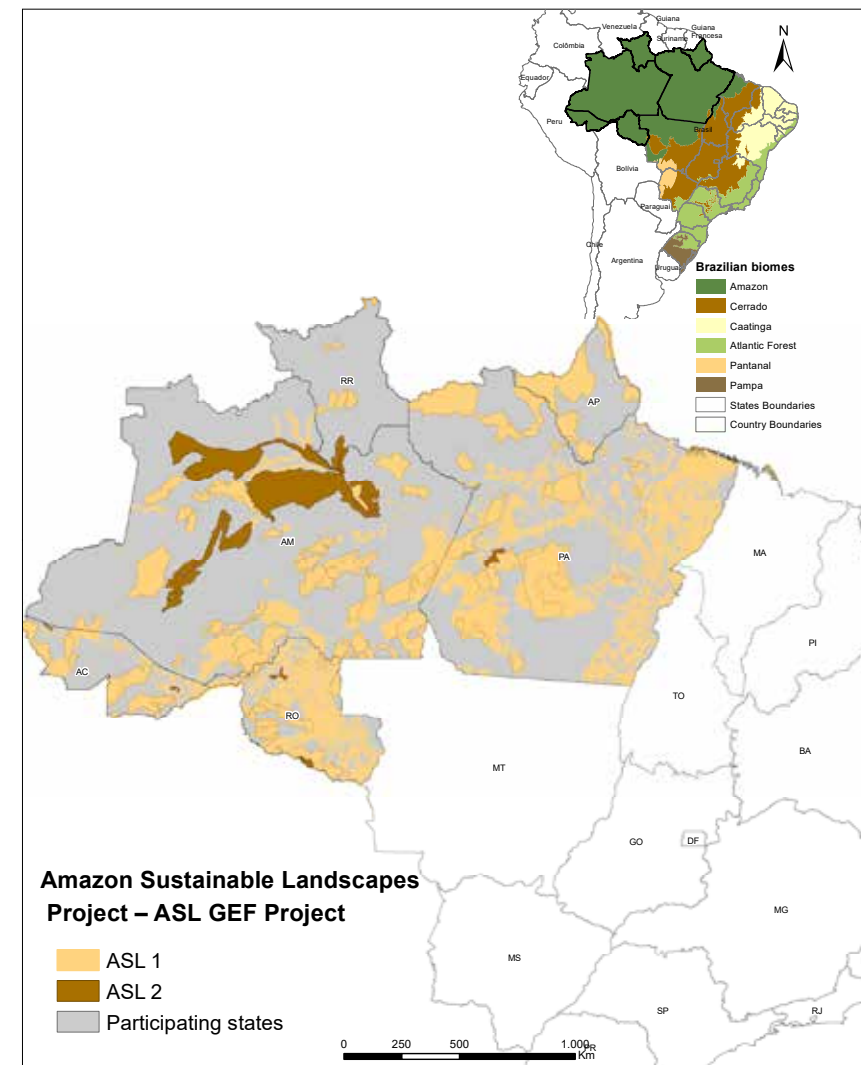 Guiana
Venezuela
Guiana
Francesa
Suriname
Colômbia
N
Equador
Peru
Brasil
Bolívia
Paraguai
Chile
Argentina
Uruguai
Brazilian biomes
Amazon
Cerrado
Caatinga
Atlantic Forest
Pantanal
Pampa
States Boundaries
Country Boundaries
RR
AP
AM
PA
MA
PI
AC
RO
TO
BA
MT
GO
DF
MG
MS
SP
RJ
PR
Amazon Sustainable Landscapes
Project – ASL GEF Project
ASL 1
ASL 2
Participating states
0 250 500 1.000
Km